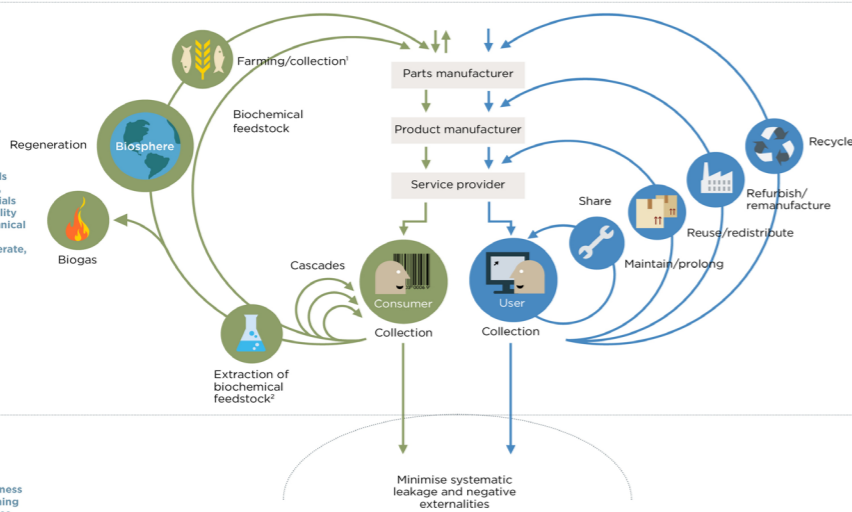 Farming/collection¹
Parts manufacturer
Biochemical
feedstock
Product manufacturer
Regeneration
Biosphere
Recycle
Service provider
Share
Refurbish/
remanufacture
Reuse/redistribute
Biogas
Cascades
Maintain/prolong
Consumer
User
Collection
Collection
Extraction of
biochemical
feedstock²
Minimise systematic
leakage and negative
externalities